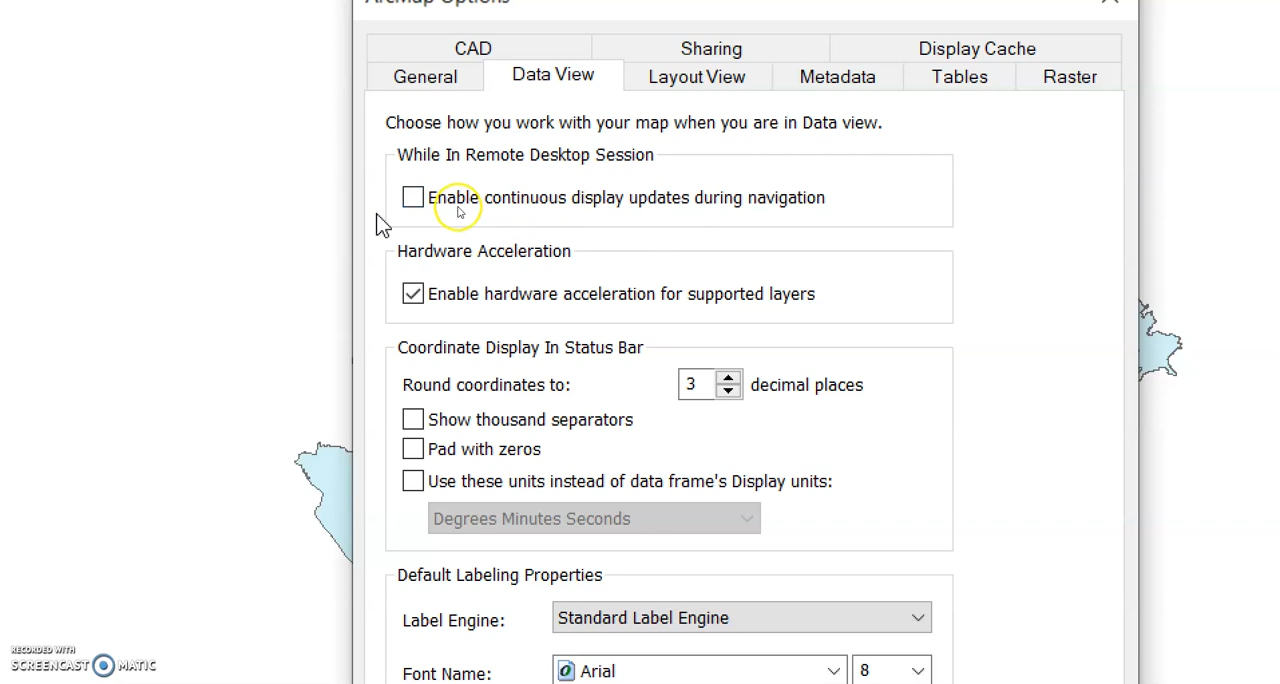 ArcMap Options
CAD Sharing Display Cache
General Data View Layout View Metadata Tables Raster
Choose how you work with your map when you are in Data view.
While In Remote Desktop Session
Enable continuous display updates during navigation
Hardware Acceleration
Enable hardware acceleration for supported layers
Coordinate Display In Status Bar
Round coordinates to: 3 decimal places
Show thousand separators
Pad with zeros
Use these units instead of data frame's Display units:
Degrees Minutes Seconds
Default Labeling Properties
Label Engine: Standard Label Engine
Font Name: Arial 8
RECORDED WITH
SCREENCAST MATIC